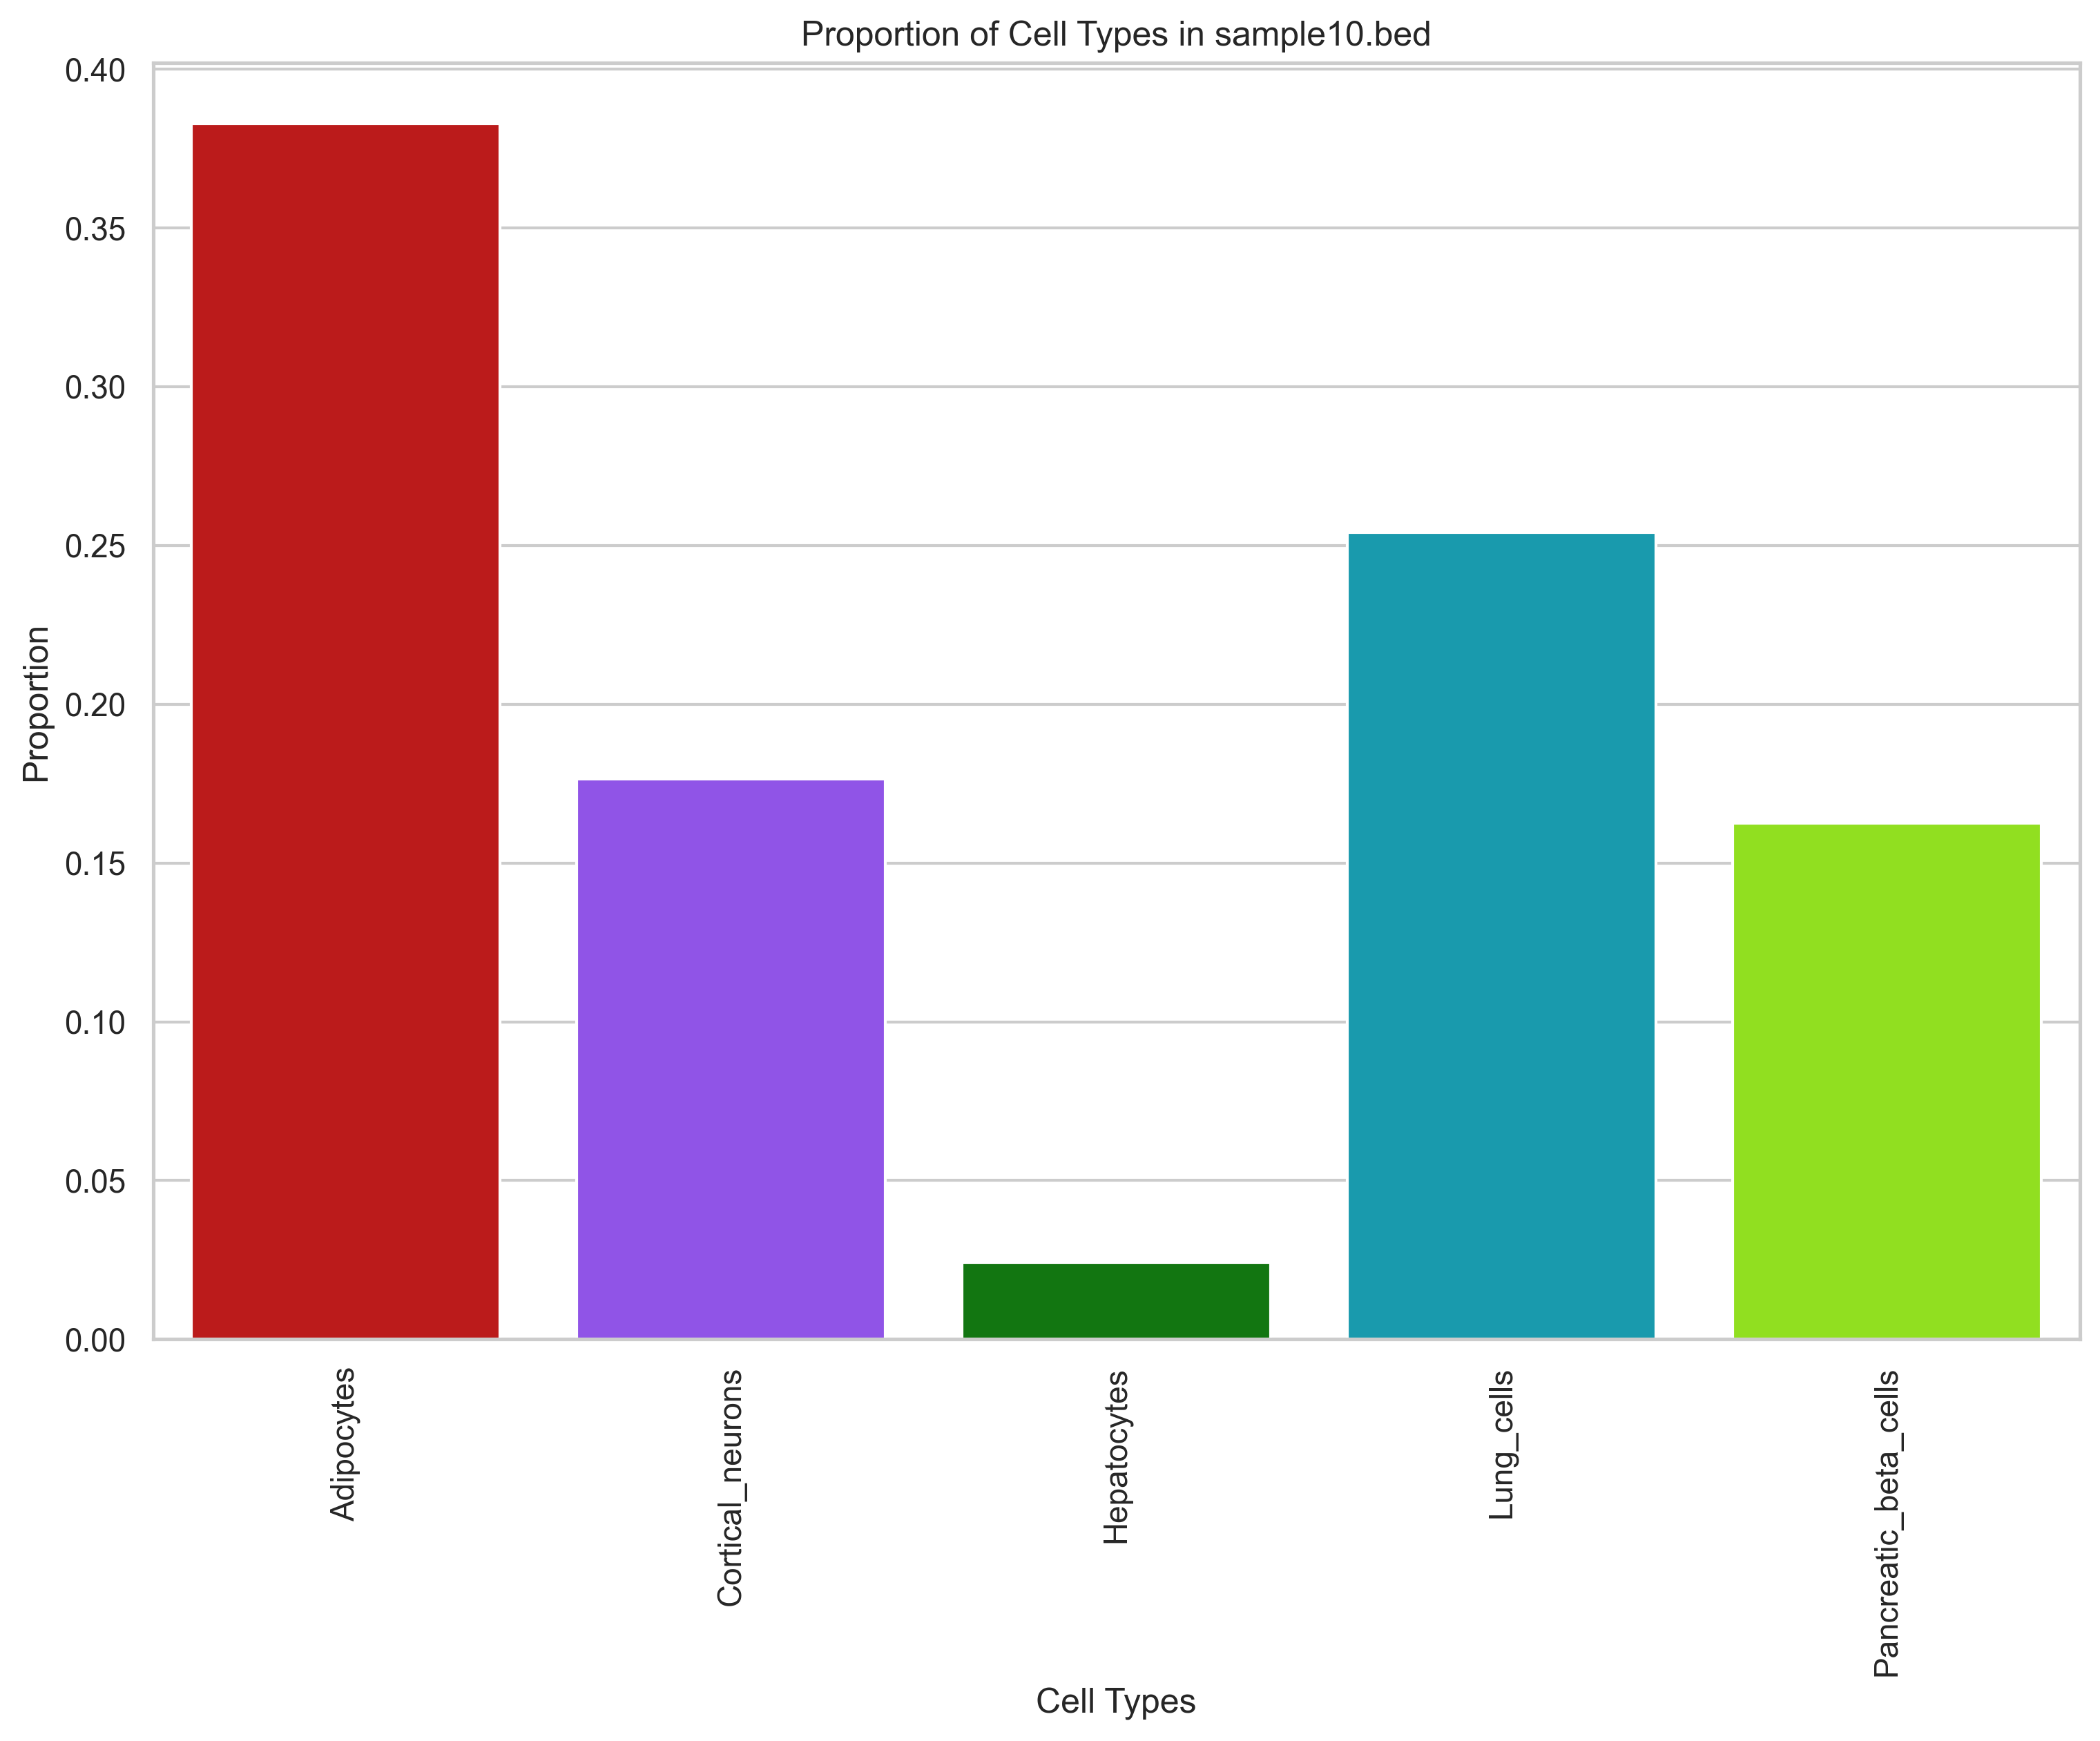 Proportion of Cell Types in sample10.bed
0.40
0.35
0.30
0.25
0.20
0.15
0.10
0.05
0.00
Proportion
Adipocytes
Cortical_neurons
Hepatocytes
Lung_cells
Pancreatic_beta_cells
Cell Types